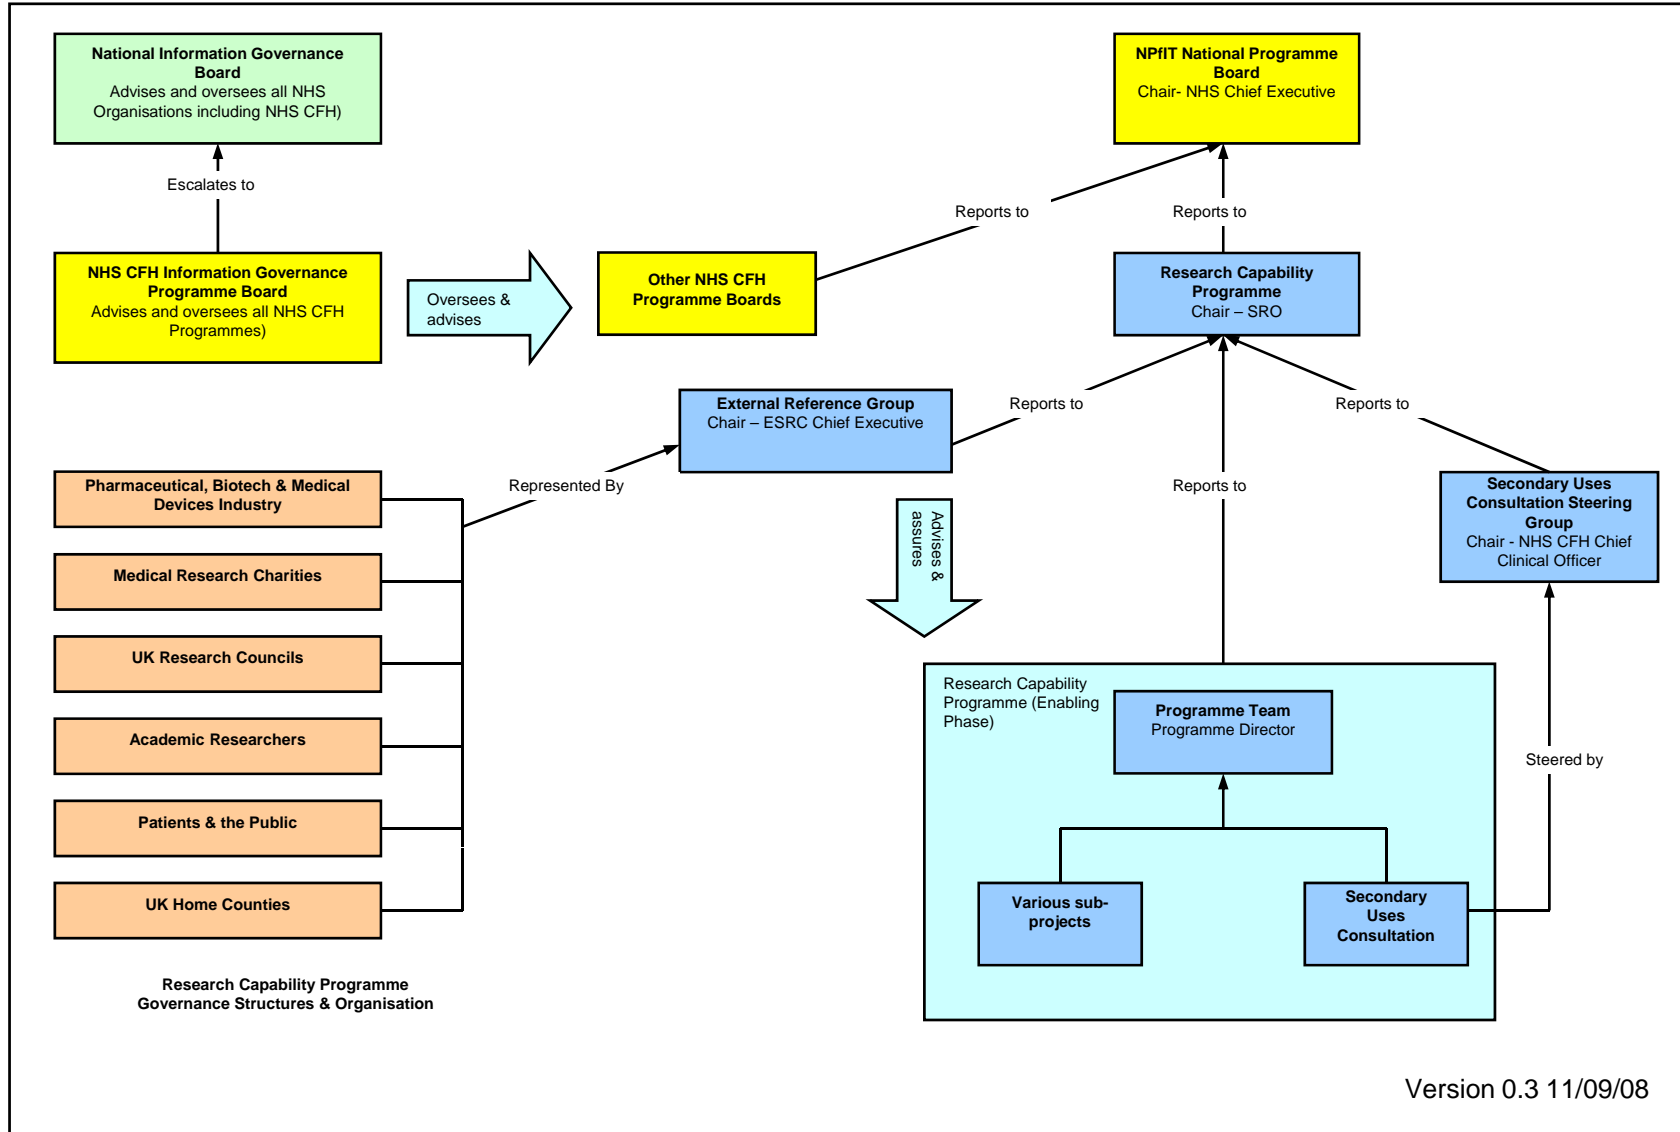 National Information Governance
Board
Advises and oversees all NHS
Organisations including NHS CFH)
NPfIT National Programme
Board
Chair- NHS Chief Executive
Escalates to
Reports to
Reports to
NHS CFH Information Governance
Programme Board
Advises and oversees all NHS CFH
Programmes)
Oversees &
advises
Other NHS CFH
Programme Boards
Research Capability
Programme
Chair – SRO
External Reference Group
Chair – ESRC Chief Executive
Reports to
Reports to
Pharmaceutical, Biotech & Medical
Devices Industry
Represented By
Advises &
assures
Reports to
Secondary Uses
Consultation Steering
Group
Chair - NHS CFH Chief
Clinical Officer
Medical Research Charities
UK Research Councils
Academic Researchers
Patients & the Public
UK Home Counties
Research Capability
Programme (Enabling
Phase)
Programme Team
Programme Director
Steered by
Various sub-
projects
Secondary
Uses
Consultation
Research Capability Programme
Governance Structures & Organisation
Version 0.3 11/09/08